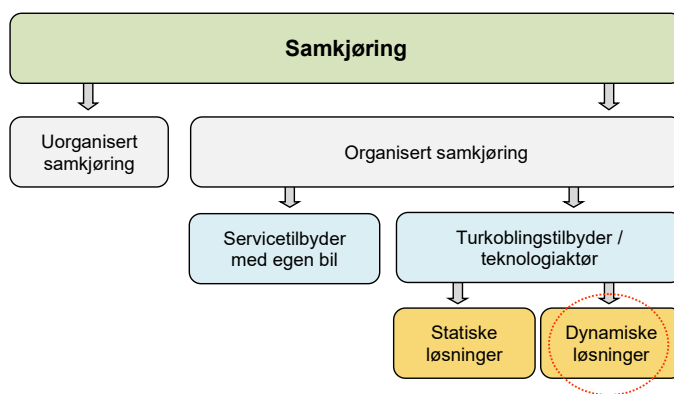 Samkjøring
Uorganisert
samkjøring
Organisert samkjøring
Servicetilbyder
med egen bil
Turkoblingstilbyder /
teknologiaktør
Statiske
løsninger
Dynamiske
løsninger